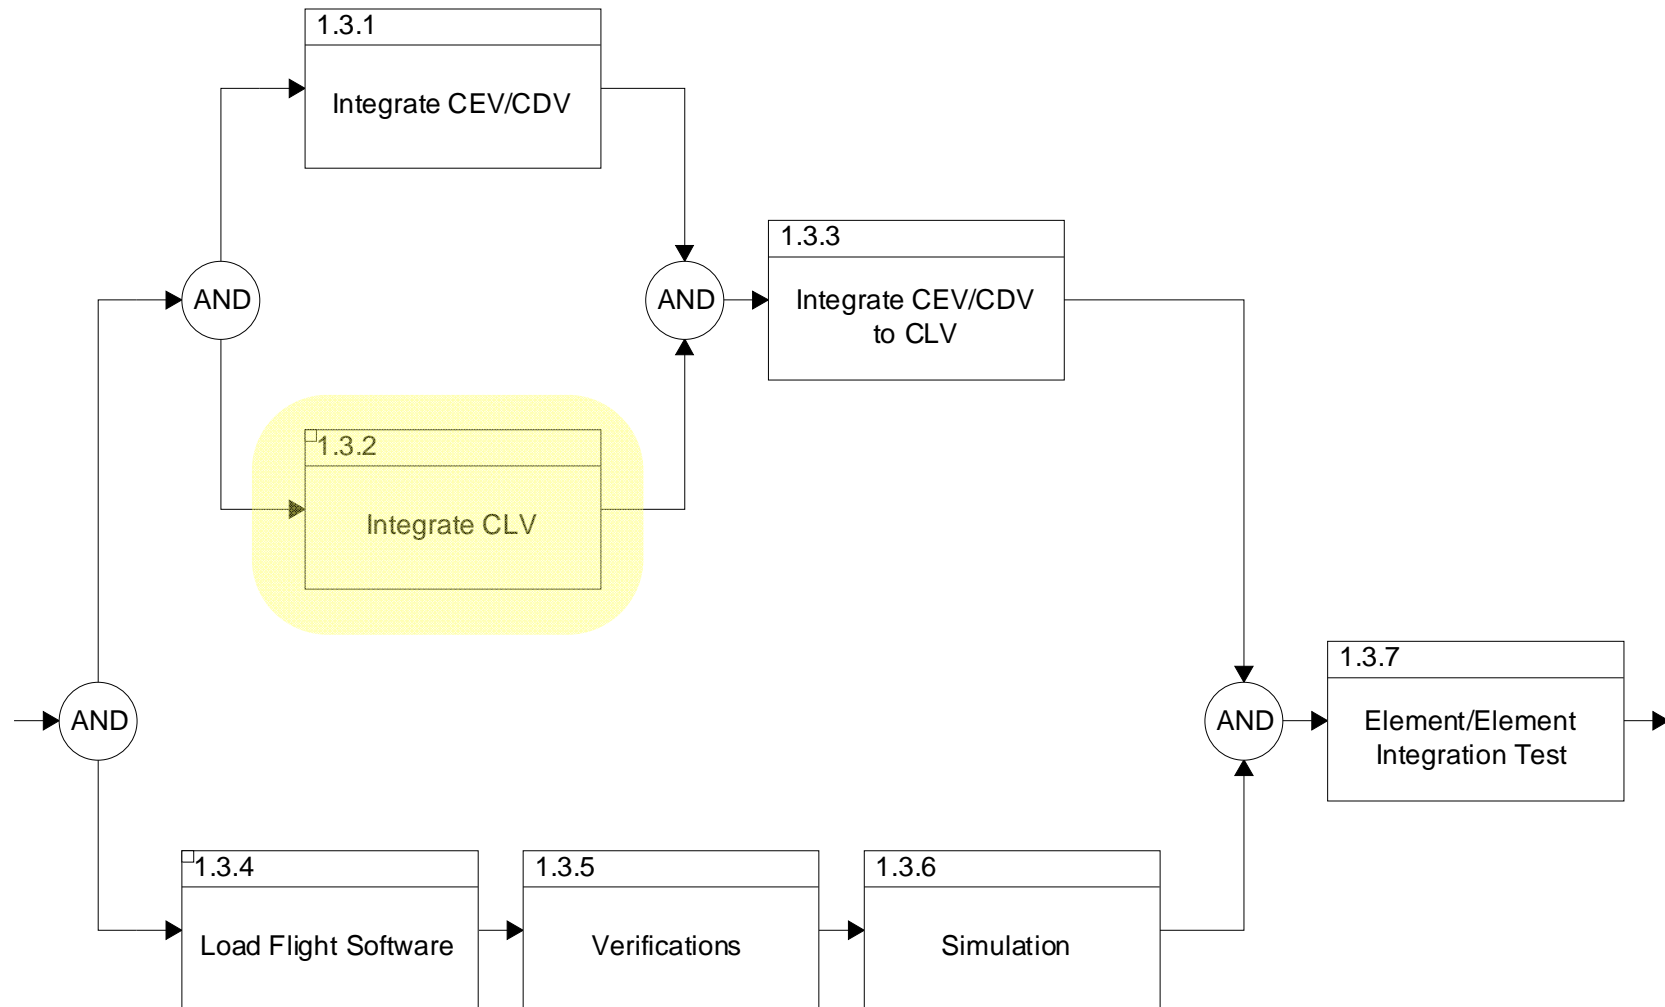 1.3.1
Integrate CEV/CDV
1.3.3
AND
AND
Integrate CEV/CDV
to CLV
1.3.2
Integrate CLV
1.3.7
AND
AND
Element/Element
Integration Test
1.3.4
1.3.5
1.3.6
Load Flight Software
Verifications
Simulation